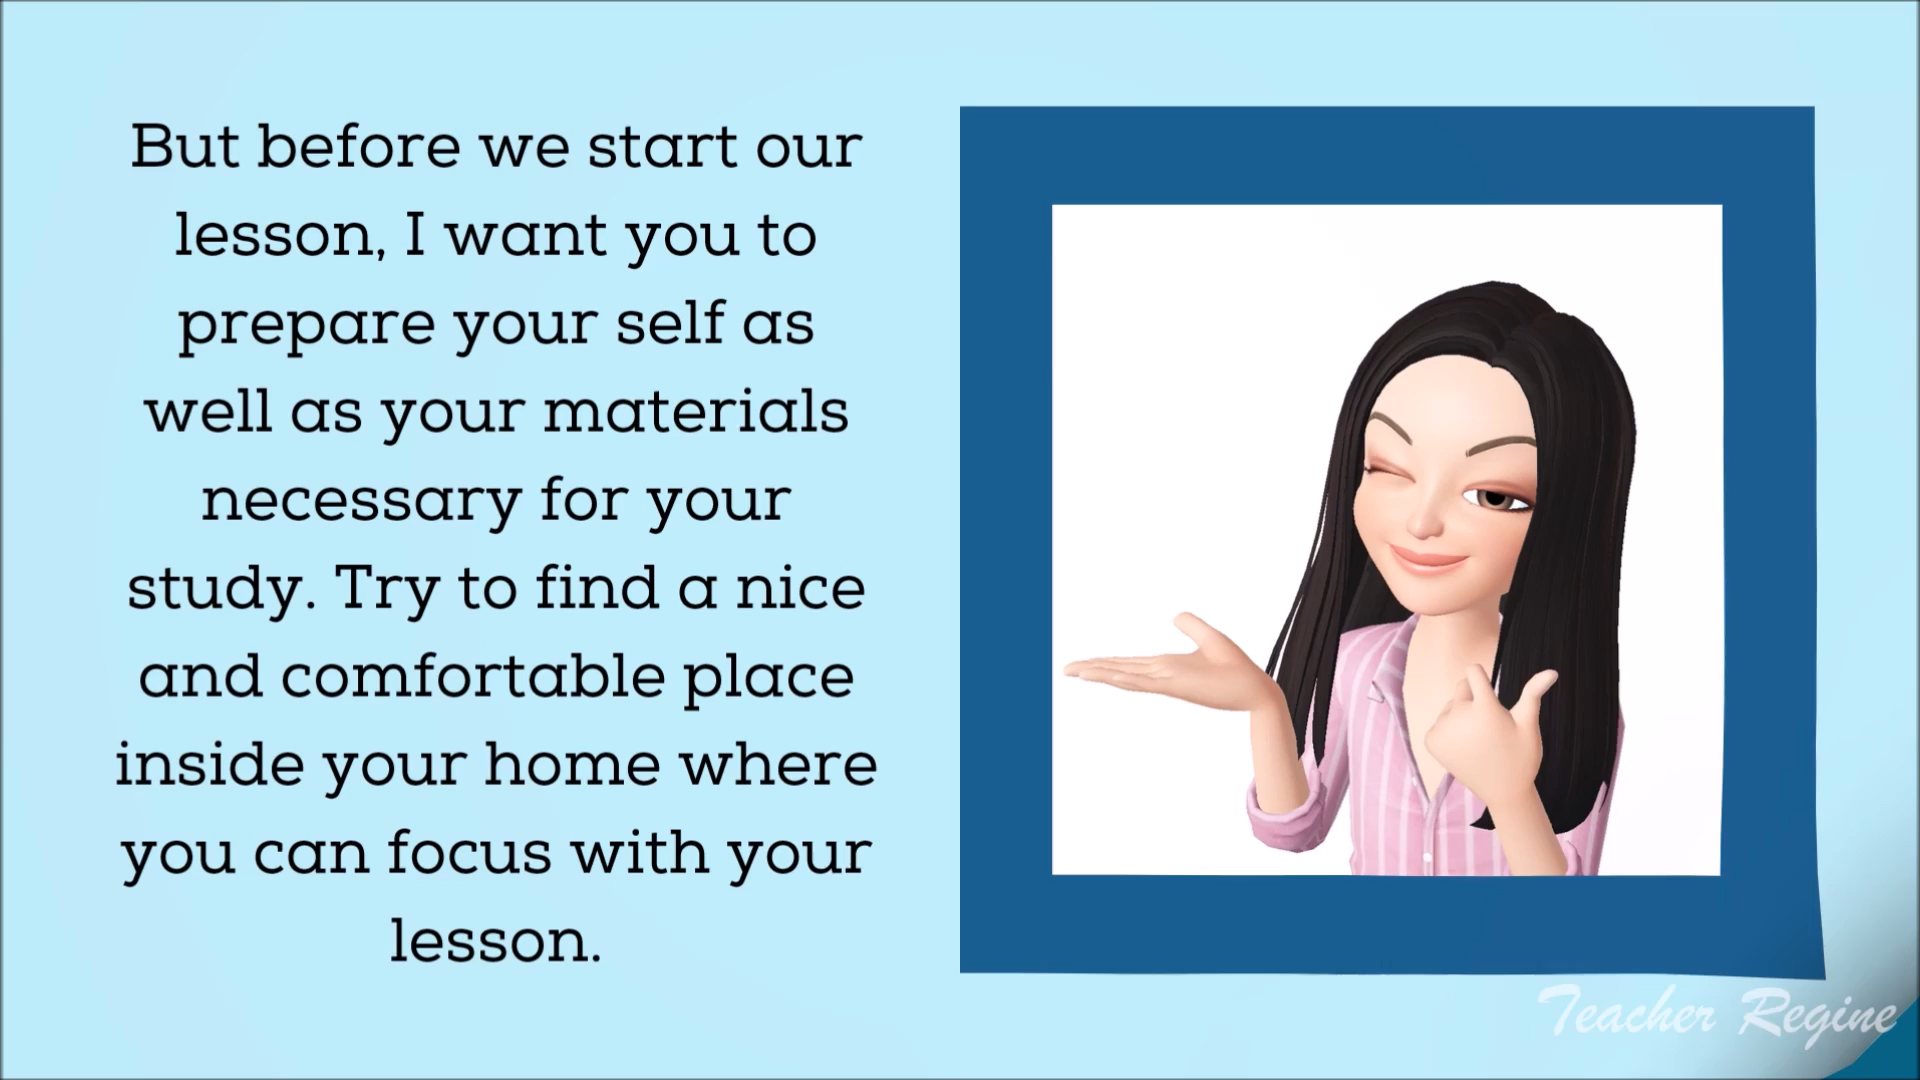 But before we start our
lesson, I want you to
prepare your self as
well as your materials
necessary for your
study. Try to find a nice
and comfortable place
inside your home where
you can focus with your
lesson.
Teacher Regine